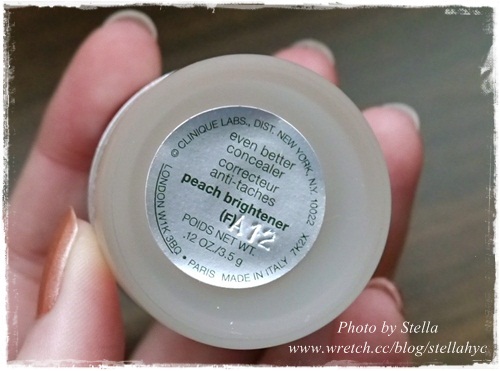 © CLINIQUE LABS., DIST. NEW YORK, N.Y. 10022
even better
concealer
correcteur
anti-taches
peach brightener
(F)
A42
POIDS NET WT.
.12 OZ./3.5 g
LONDON W1K 3BQ • PARIS MADE IN ITALY 7K2X
Photo by Stella
www.wretch.cc/blog/stellahyc